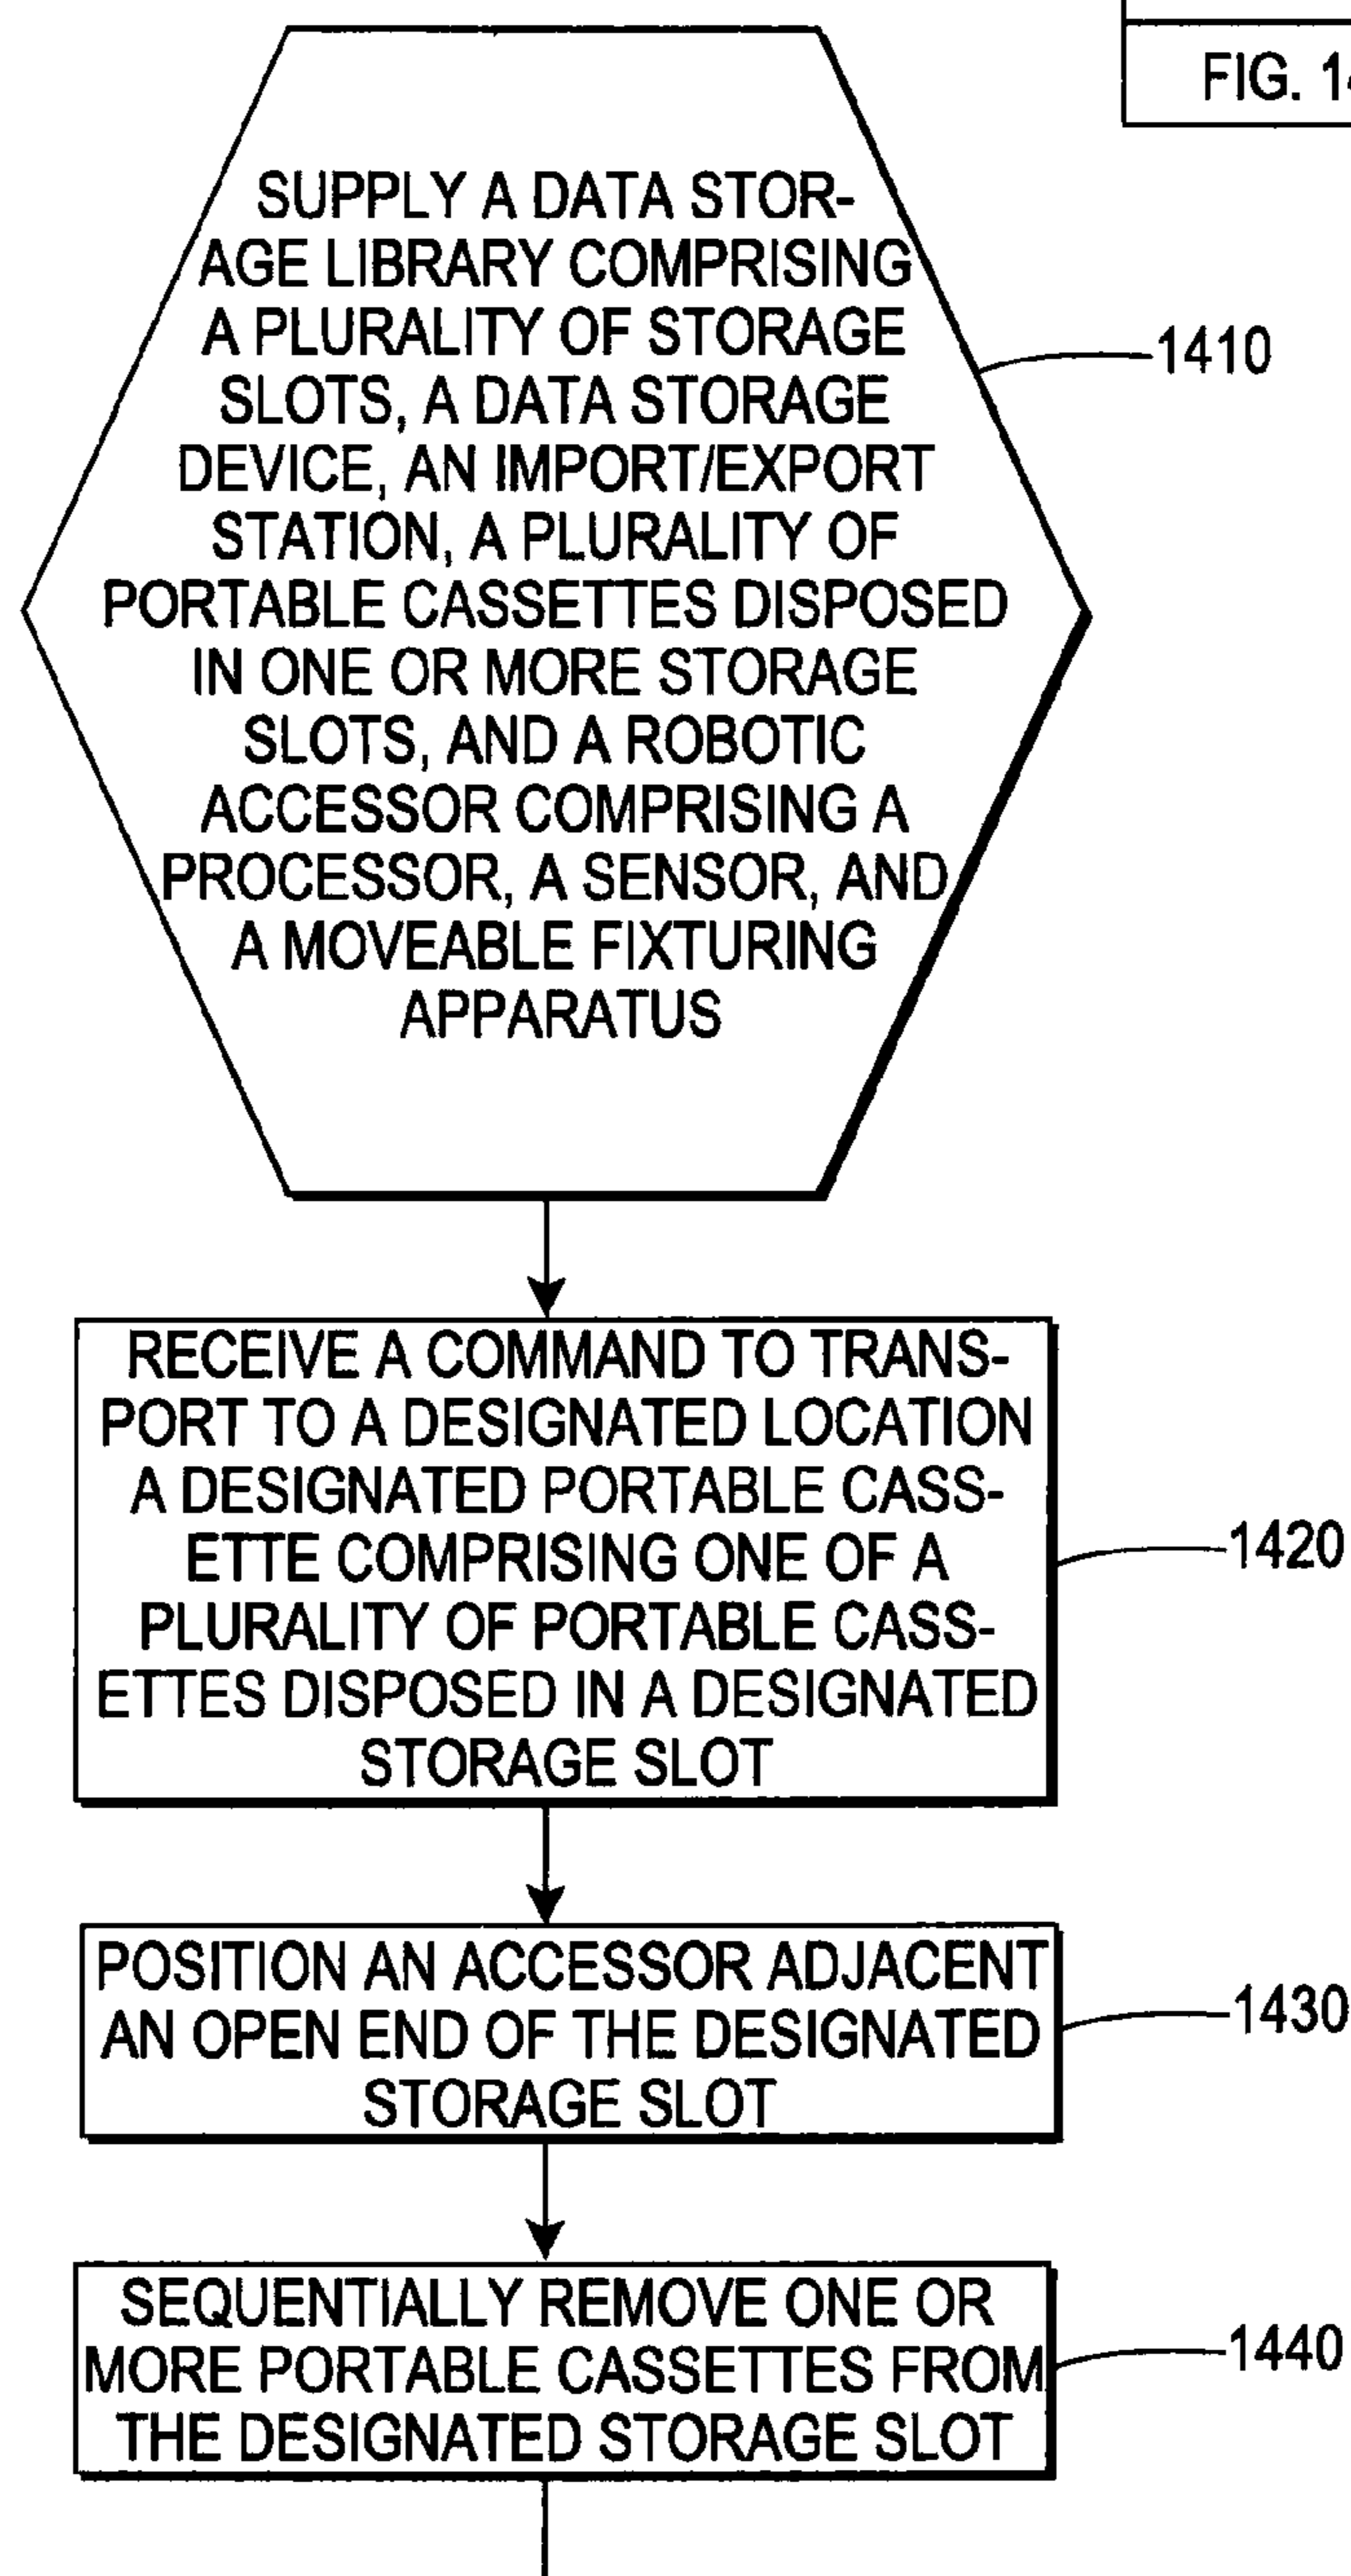 FIG. 14
SUPPLY A DATA STOR-
AGE LIBRARY COMPRISING
A PLURALITY OF STORAGE
SLOTS, A DATA STORAGE
DEVICE, AN IMPORT/EXPORT
STATION, A PLURALITY OF
PORTABLE CASSETTES DISPOSED
IN ONE OR MORE STORAGE
SLOTS, AND A ROBOTIC
ACCESSOR COMPRISING A
PROCESSOR, A SENSOR, AND
A MOVEABLE FIXTURING
APPARATUS
1410
RECEIVE A COMMAND TO TRANS-
PORT TO A DESIGNATED LOCATION
A DESIGNATED PORTABLE CASS-
ETTE COMPRISING ONE OF A
PLURALITY OF PORTABLE CASS-
ETTES DISPOSED IN A DESIGNATED
STORAGE SLOT
1420
POSITION AN ACCESSOR ADJACENT
AN OPEN END OF THE DESIGNATED
STORAGE SLOT
1430
SEQUENTIALLY REMOVE ONE OR
MORE PORTABLE CASSETTES FROM
THE DESIGNATED STORAGE SLOT
1440